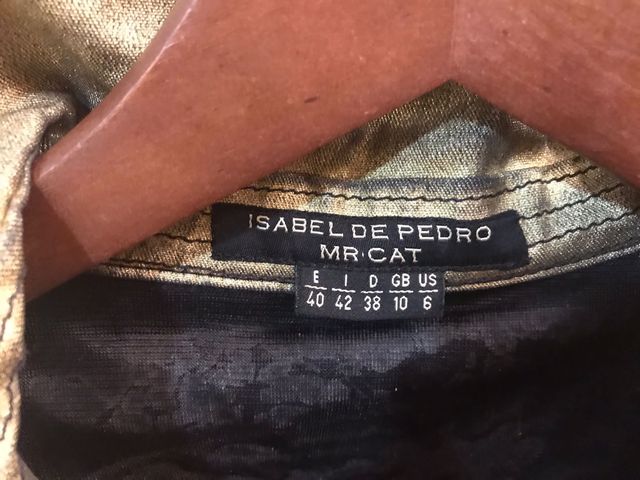 ISABEL DE PEDRO
MR·CAT
E I D GB US
40 42 38 10 6